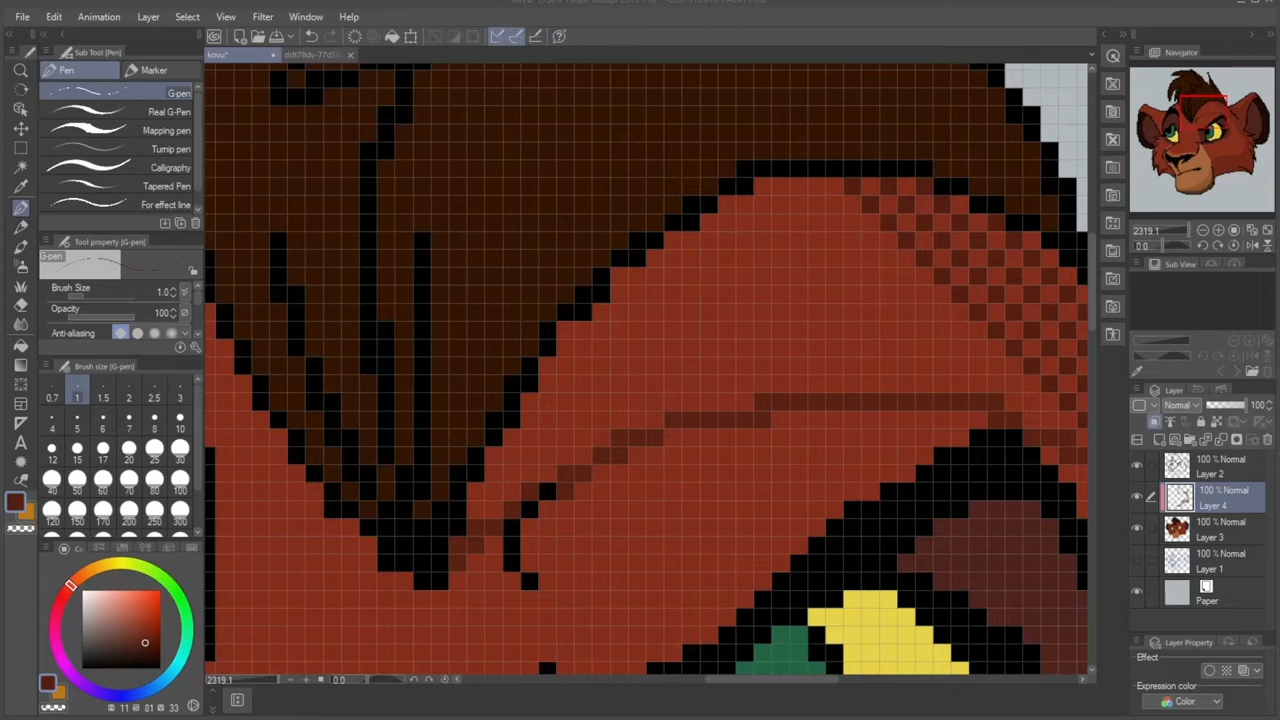 File Edit Animation Layer Select View Filter Window Help
Sub Tool [Pen]
kovu*
Navigator
Pen Marker
G-pen
Real G-Pen
Mapping pen
Turnip pen
Calligraphy
Tapered Pen
For effect line
Tool property [G-pen]
G-pen
Brush Size 1.0
Opacity 100
Anti-aliasing
Brush size [G-pen]
0.7 1 1.5 2 2.5 3
4 5 6 7 8 10
12 15 17 20 25 30
40 50 60 70 80 100
120 150 170 200 250 300
11 81 33
2319.1 0.0
2319.1
0.0
Sub View
Layer
Normal 100
100 % Normal
Layer 2
100 % Normal
Layer 4
100 % Normal
Layer 3
100 % Normal
Layer 1
Paper
Layer Property
Effect
Expression color
Color